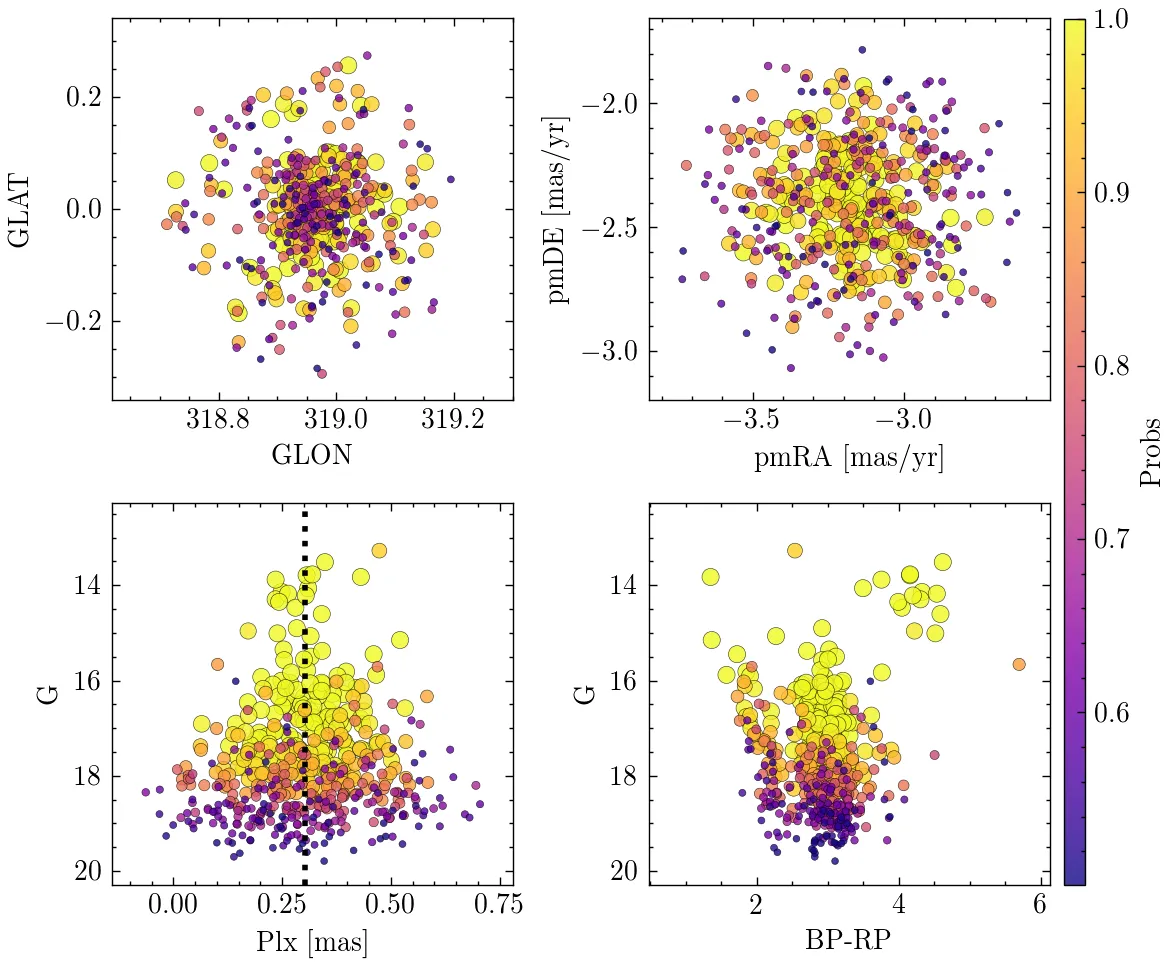 0.2
0.0
−0.2
GLAT
318.8 319.0 319.2
GLON
−2.0
−2.5
−3.0
pmDE [mas/yr]
−3.5 −3.0
pmRA [mas/yr]
14
16
18
20
G
0.00 0.25 0.50 0.75
Plx [mas]
14
16
18
20
G
2 4 6
BP-RP
1.0
0.9
0.8
0.7
0.6
Probs